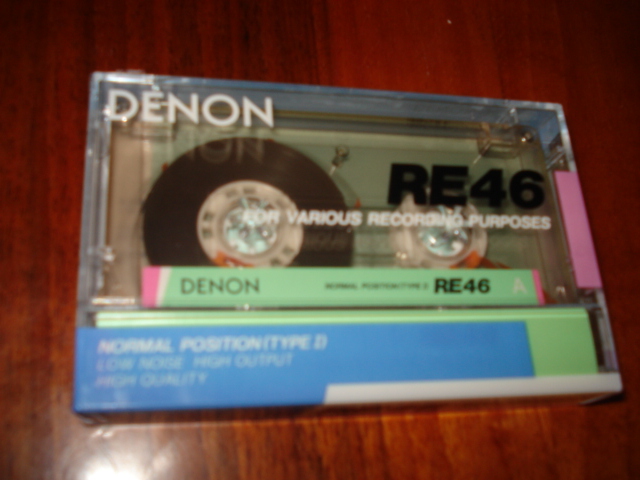 DENON
RE46
FOR VARIOUS RECORDING PURPOSES
DENON NORMAL POSITION (TYPE I) RE46 A
NORMAL POSITION (TYPE I)
LOW NOISE HIGH OUTPUT
HIGH QUALITY